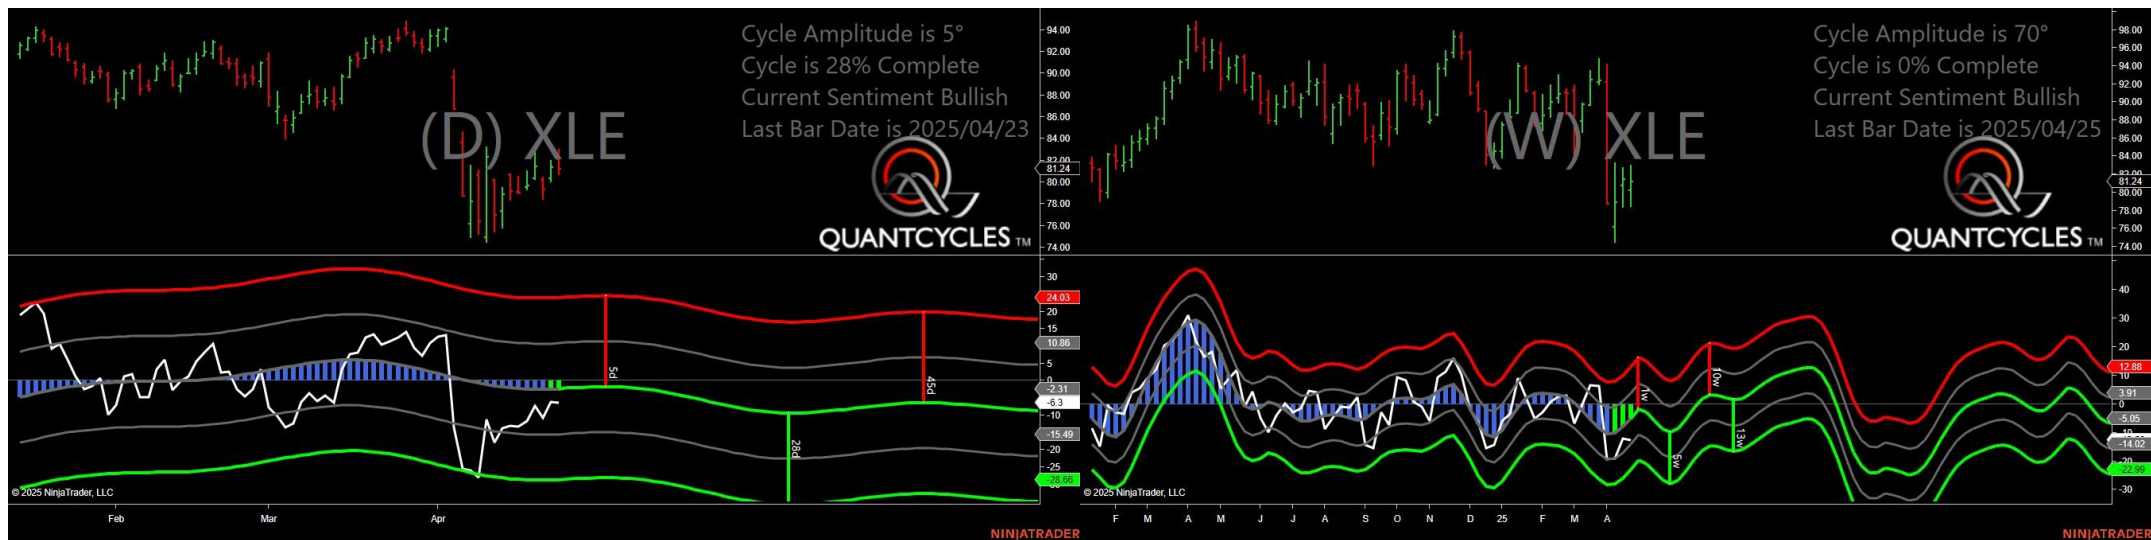 Cycle Amplitude is 5°
Cycle is 28% Complete
Current Sentiment Bullish
Last Bar Date is 2025/04/23
(D) XLE
QUANTCYCLES TM
94.00
92.00
90.00
88.00
86.00
84.00
82.00
81.24
80.00
78.00
76.00
74.00
30
24.03
20
15
10.86
5
0
-2.31
-6.3
-10
-15.49
-20
-25
-28.66
5d
28d
45d
© 2025 NinjaTrader, LLC
Feb
Mar
Apr
NINJATRADER
Cycle Amplitude is 70°
Cycle is 0% Complete
Current Sentiment Bullish
Last Bar Date is 2025/04/25
(W) XLE
QUANTCYCLES TM
98.00
96.00
94.00
92.00
90.00
88.00
86.00
84.00
82.00
81.24
80.00
78.00
76.00
74.00
40
30
20
12.88
3.91
0
-5.05
-14.02
-22.99
-30
1w
5w
10w
13w
© 2025 NinjaTrader, LLC
F
M
A
M
J
J
A
S
O
N
D
25
F
M
A
NINJATRADER